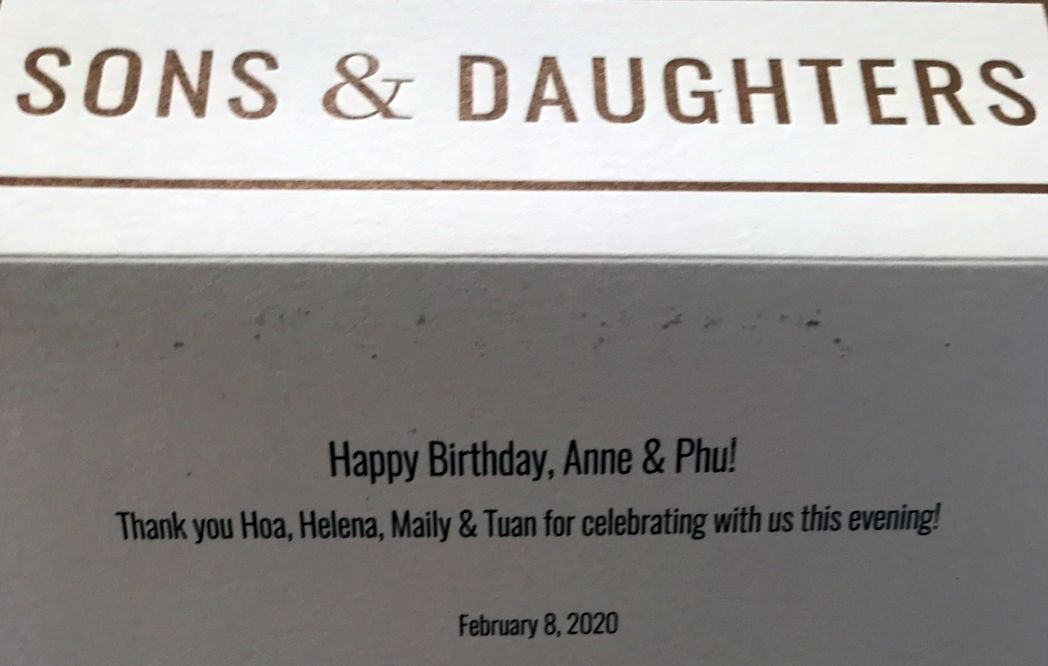 SONS & DAUGHTERS
Happy Birthday, Anne & Phu!
Thank you Hoa, Helena, Maily & Tuan for celebrating with us this evening!
February 8, 2020